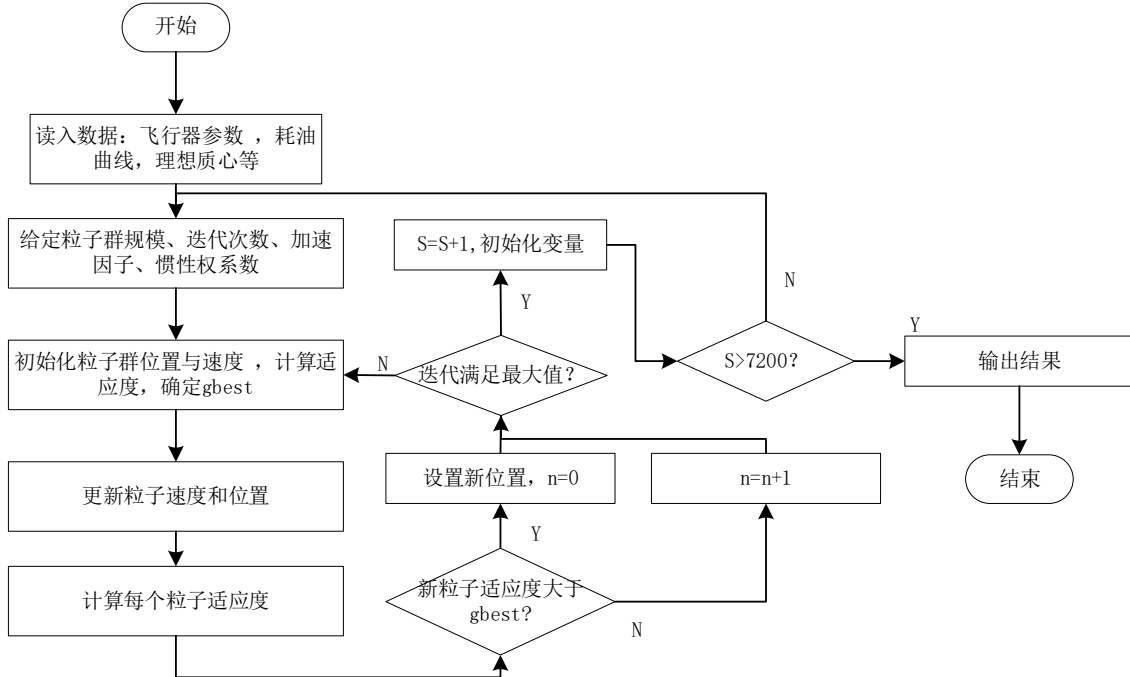 开始
读入数据：飞行器参数 ，耗油
曲线，理想质心等
给定粒子群规模、迭代次数、加速
因子、惯性权系数
初始化粒子群位置与速度 ，计算适
应度，确定gbest
更新粒子速度和位置
计算每个粒子适应度
新粒子适应度大于
gbest?
Y
N
设置新位置，n=0
n=n+1
迭代满足最大值？
N
Y
S=S+1,初始化变量
S>7200？
N
Y
输出结果
结束